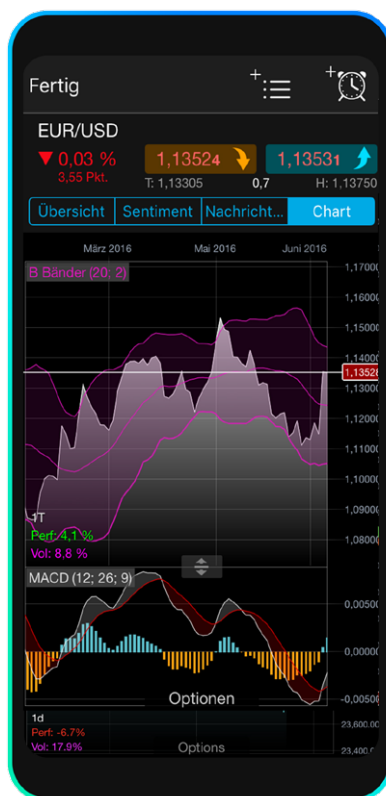 Fertig
EUR/USD
▼ 0,03 %
1,13524
1,13531
3,55 Pkt.
T: 1,13305
0,7
H: 1,13750
Übersicht
Sentiment
Nachricht...
Chart
März 2016
Mai 2016
Juni 2016
1,17000
B Bänder (20; 2)
1,16000
1,15000
1,14000
1,13528
1,13000
1,12000
1,11000
1,10000
1,09000
1T
Perf: 4,1 %
1,08000
Vol: 8,8 %
MACD (12; 26; 9)
0,00500
0,00000
-0,00500
Optionen
1d
23,600.00
Perf: -6.7%
Vol: 17.9%
Options
23,400.00